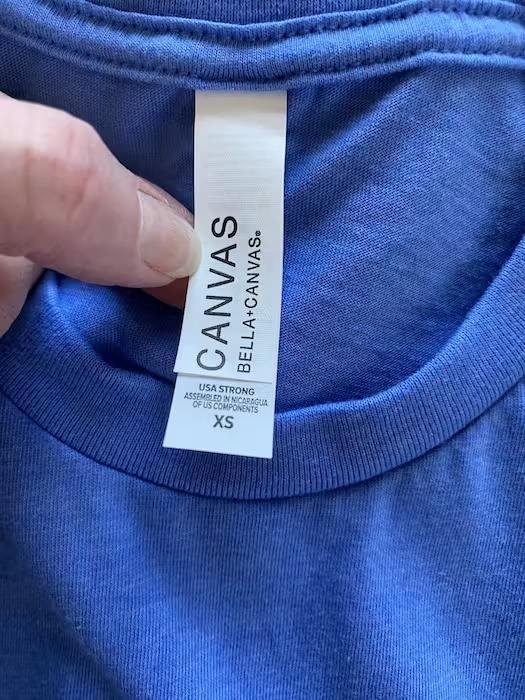 CANVAS
BELLA+CANVAS®
USA STRONG
ASSEMBLED IN NICARAGUA
OF US COMPONENTS
XS